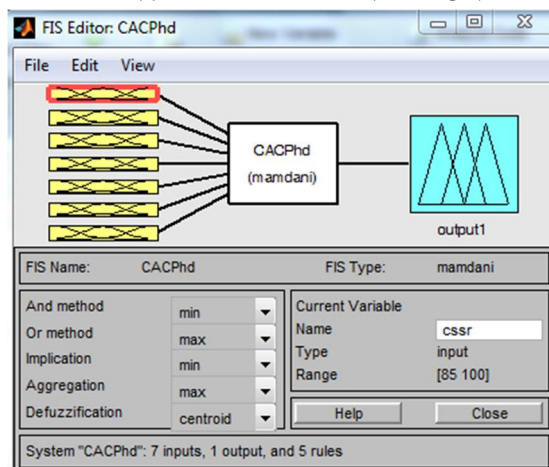 FIS Editor: CACPhd
File Edit View
CACPhd
(mamdani)
output1
FIS Name: CACPhd FIS Type: mamdani
And method min
Or method max
Implication min
Aggregation max
Defuzzification centroid
Current Variable
Name cssr
Type input
Range [85 100]
Help Close
System "CACPhd": 7 inputs, 1 output, and 5 rules